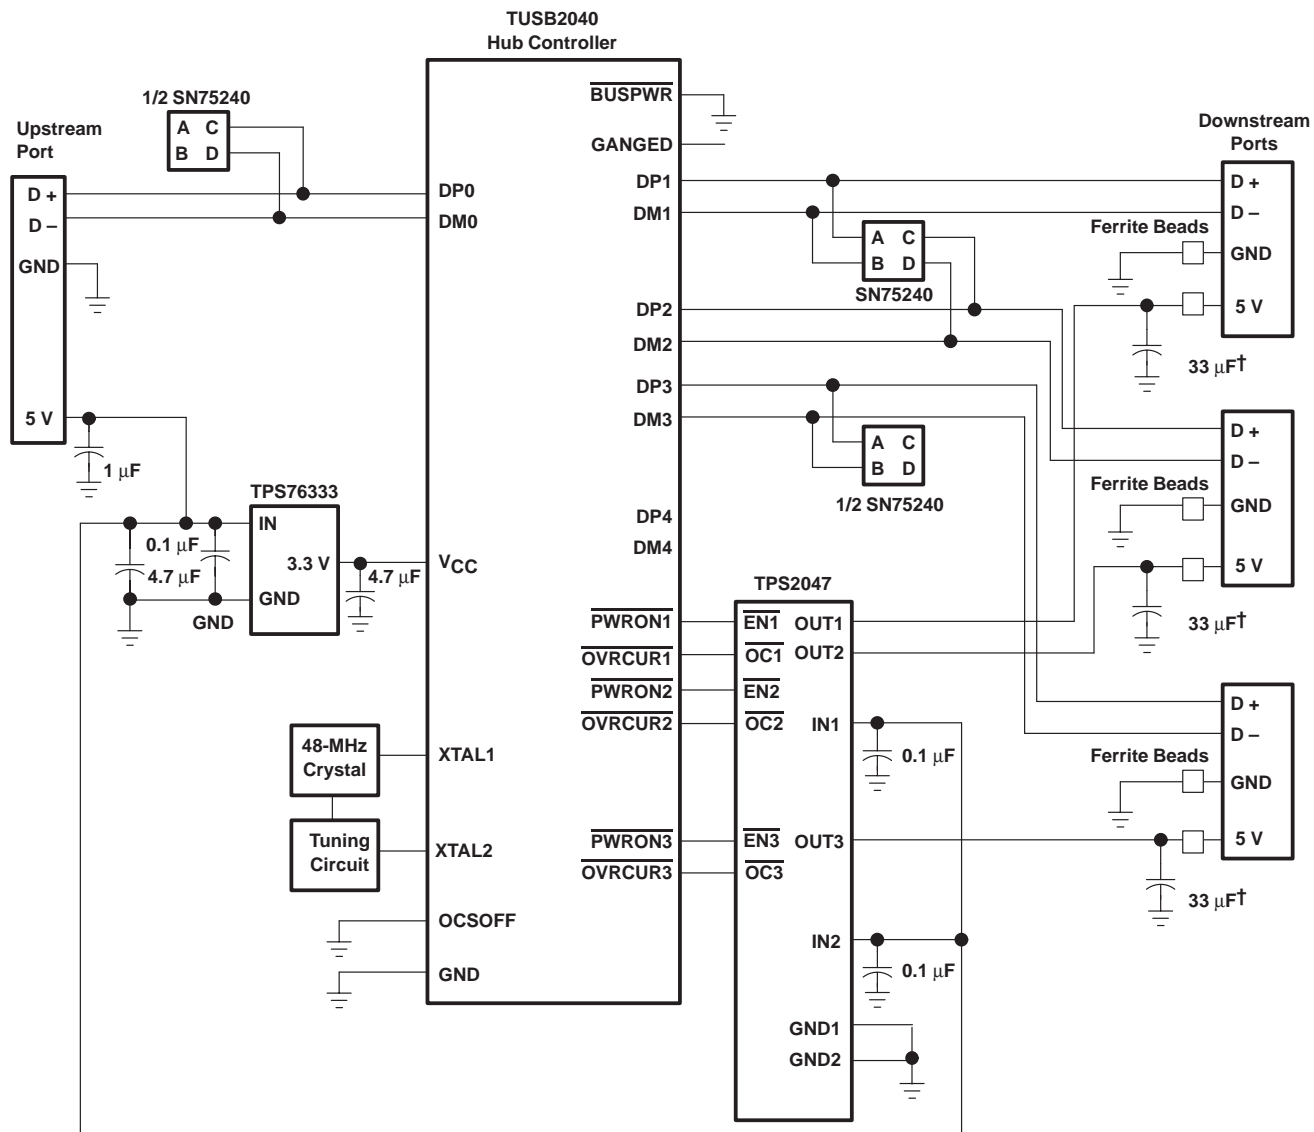 TUSB2040
Hub Controller
1/2 SN75240
A C
B D
Upstream
Port
D +
D –
GND
5 V
1 μF
TPS76333
IN
3.3 V
GND
0.1 μF
4.7 μF
GND
4.7 μF
48-MHz
Crystal
Tuning
Circuit
DP0
DM0
VCC
XTAL1
XTAL2
OCSOFF
GND
BUSPWR
GANGED
DP1
DM1
DP2
DM2
DP3
DM3
DP4
DM4
PWRON1
OVRCUR1
PWRON2
OVRCUR2
PWRON3
OVRCUR3
A C
B D
SN75240
A C
B D
1/2 SN75240
TPS2047
EN1 OUT1
OC1 OUT2
EN2
OC2 IN1
EN3 OUT3
OC3
IN2
GND1
GND2
0.1 μF
0.1 μF
Downstream
Ports
D +
D –
Ferrite Beads
GND
5 V
33 μF†
D +
D –
Ferrite Beads
GND
5 V
33 μF†
D +
D –
Ferrite Beads
GND
5 V
33 μF†